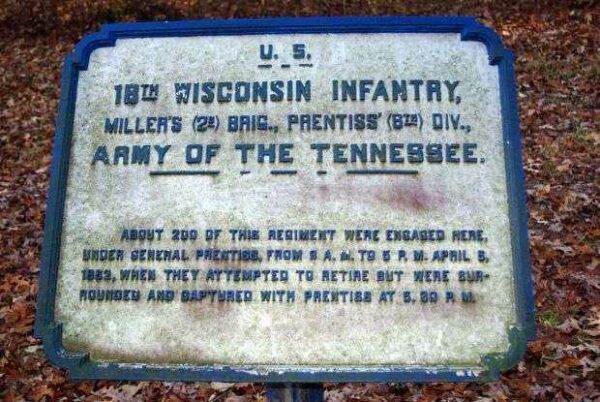 U. S.
18TH WISCONSIN INFANTRY,
MILLER'S (2D) BRIG., PRENTISS' (6TH) DIV.,
ARMY OF THE TENNESSEE.
ABOUT 200 OF THIS REGIMENT WERE ENGAGED HERE,
UNDER GENERAL PRENTISS, FROM 9 A. M. TO 5 P. M. APRIL 6,
1862, WHEN THEY ATTEMPTED TO RETIRE BUT WERE SUR-
ROUNDED AND CAPTURED WITH PRENTISS AT 5.30 P. M.